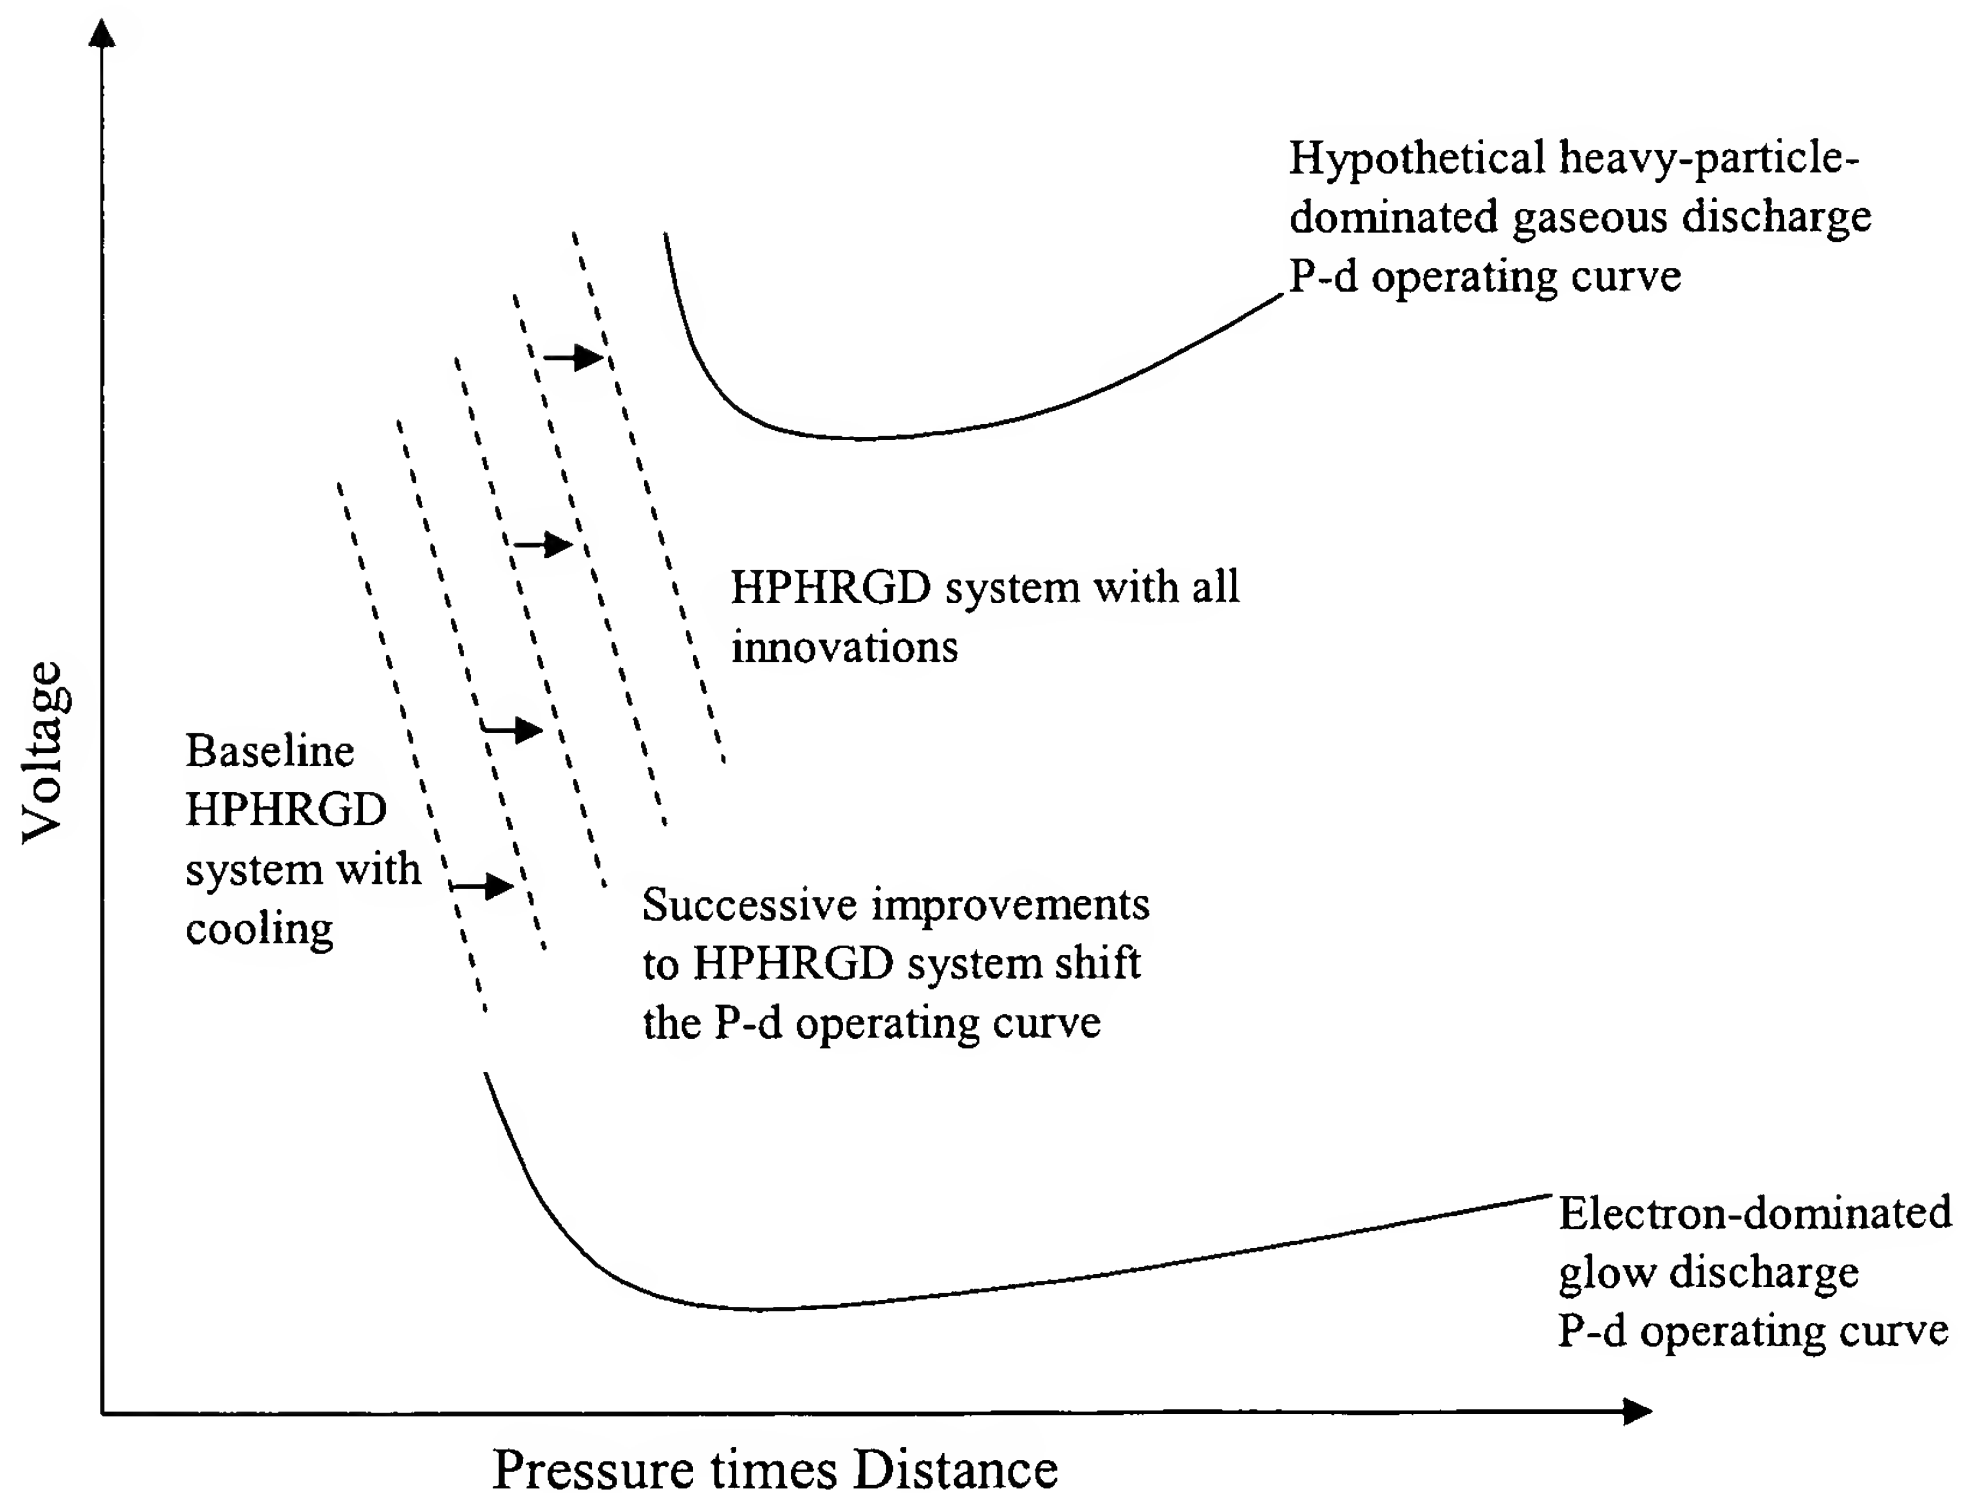 Hypothetical heavy-particle-
dominated gaseous discharge
P-d operating curve
HPHRGD system with all
innovations
Voltage
Baseline
HPHRGD
system with
cooling
Successive improvements
to HPHRGD system shift
the P-d operating curve
Electron-dominated
glow discharge
P-d operating curve
Pressure times Distance